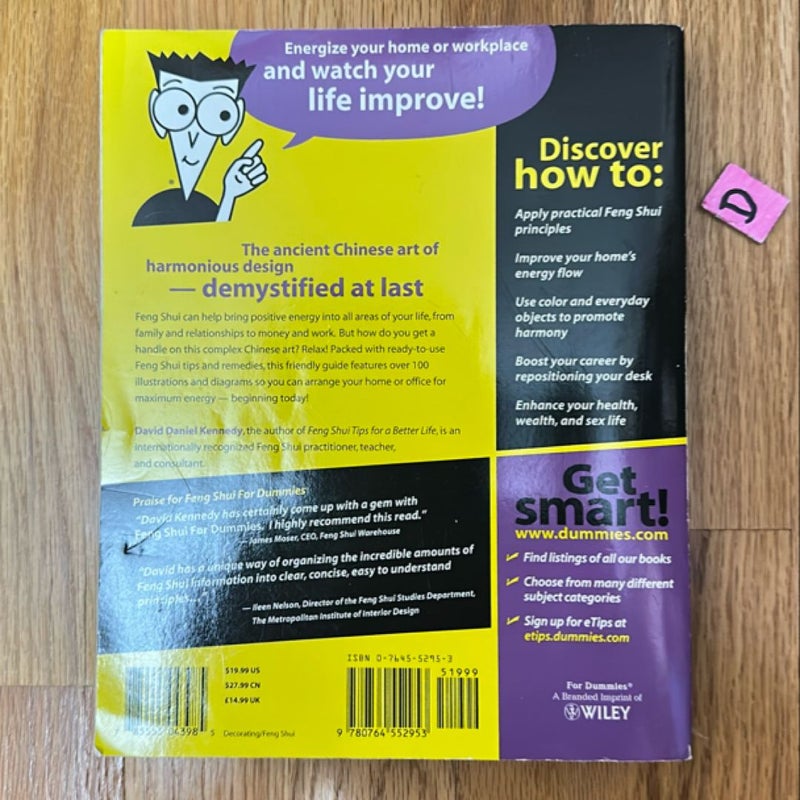 Energize your home or workplace
and watch your
life improve!
The ancient Chinese art of
harmonious design
— demystified at last
Feng Shui can help bring positive energy into all areas of your life, from
family and relationships to money and work. But how do you get a
handle on this complex Chinese art? Relax! Packed with ready-to-use
Feng Shui tips and remedies, this friendly guide features over 100
illustrations and diagrams so you can arrange your home or office for
maximum energy — beginning today!
David Daniel Kennedy, the author of Feng Shui Tips for a Better Life, is an
internationally recognized Feng Shui practitioner, teacher,
and consultant.
Praise for Feng Shui For Dummies
"David Kennedy has certainly come up with a gem with
Feng Shui For Dummies. I highly recommend this read."
— James Moser, CEO, Feng Shui Warehouse
"David has a unique way of organizing the incredible amounts of
Feng Shui information into clear, concise, easy to understand
principles..."
— Ileen Nelson, Director of the Feng Shui Studies Department,
The Metropolitan Institute of Interior Design
$19.99 US
$27.99 CN
£14.99 UK
5
Decorating/Feng Shui
ISBN 0-7645-5295-3
51999
9 780764 552953
Discover
how to:
Apply practical Feng Shui
principles
Improve your home's
energy flow
Use color and everyday
objects to promote
harmony
Boost your career by
repositioning your desk
Enhance your health,
wealth, and sex life
Get
smart!
www.dummies.com
Find listings of all our books
Choose from many different
subject categories
Sign up for eTips at
etips.dummies.com
For Dummies®
A Branded Imprint of
WILEY
D